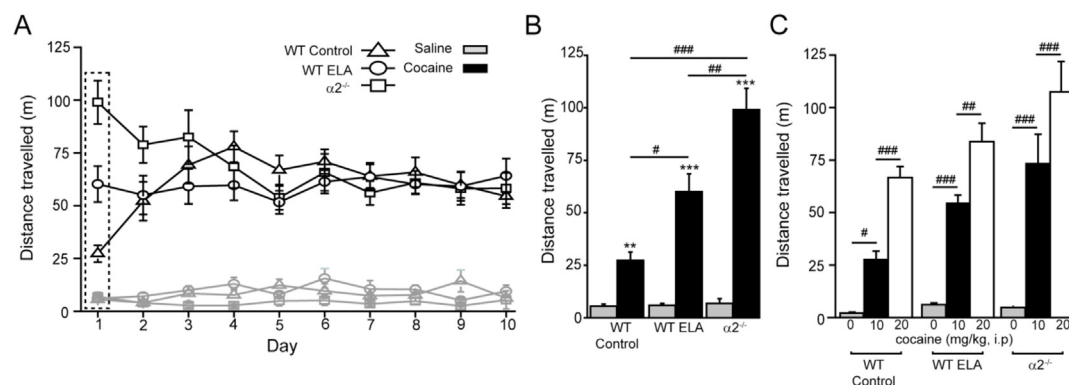 A
Distance travelled (m)
125
100
75
50
25
0
1 2 3 4 5 6 7 8 9 10
Day
WT Control
WT ELA
α2-/-
Saline
Cocaine
B
Distance travelled (m)
125
100
75
50
25
0
###
##
#
**
***
***
WT Control
WT ELA
α2-/-
C
Distance travelled (m)
125
100
75
50
25
0
#
###
###
##
###
###
0 10 20 0 10 20 0 10 20
cocaine (mg/kg, i.p)
WT Control
WT ELA
α2-/-